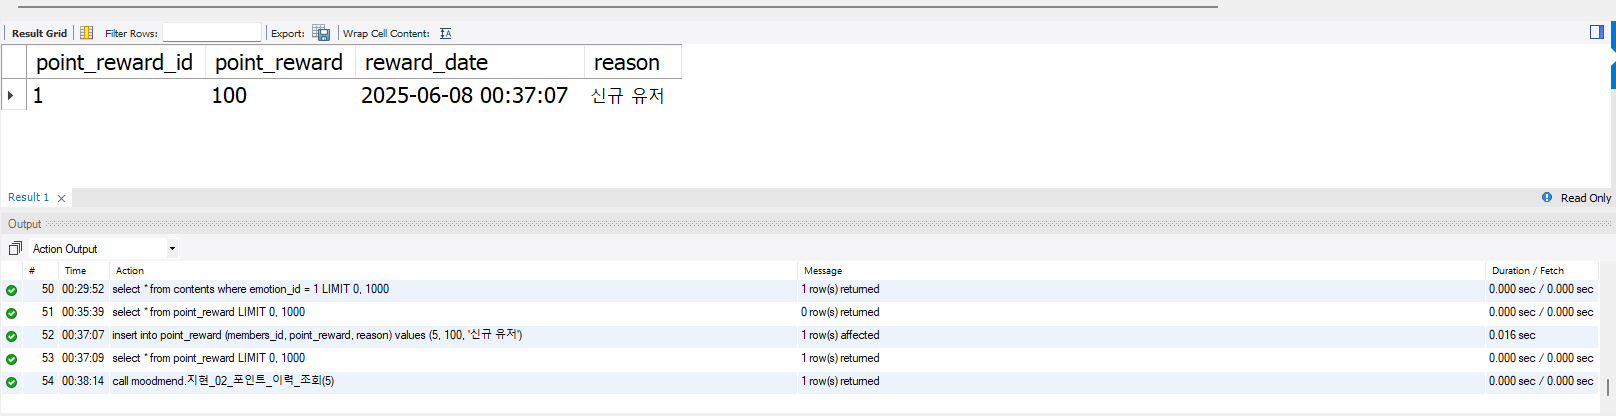 Result Grid Filter Rows: Export: Wrap Cell Content:
point_reward_id point_reward reward_date reason
1 100 2025-06-08 00:37:07 신규 유저
Result 1 Read Only
Output
Action Output
# Time Action Message Duration / Fetch
50 00:29:52 select * from contents where emotion_id = 1 LIMIT 0, 1000 1 row(s) returned 0.000 sec / 0.000 sec
51 00:35:39 select * from point_reward LIMIT 0, 1000 0 row(s) returned 0.000 sec / 0.000 sec
52 00:37:07 insert into point_reward (members_id, point_reward, reason) values (5, 100, '신규 유저') 1 row(s) affected 0.016 sec
53 00:37:09 select * from point_reward LIMIT 0, 1000 1 row(s) returned 0.000 sec / 0.000 sec
54 00:38:14 call moodmend.지현_02_포인트_이력_조회(5) 1 row(s) returned 0.000 sec / 0.000 sec